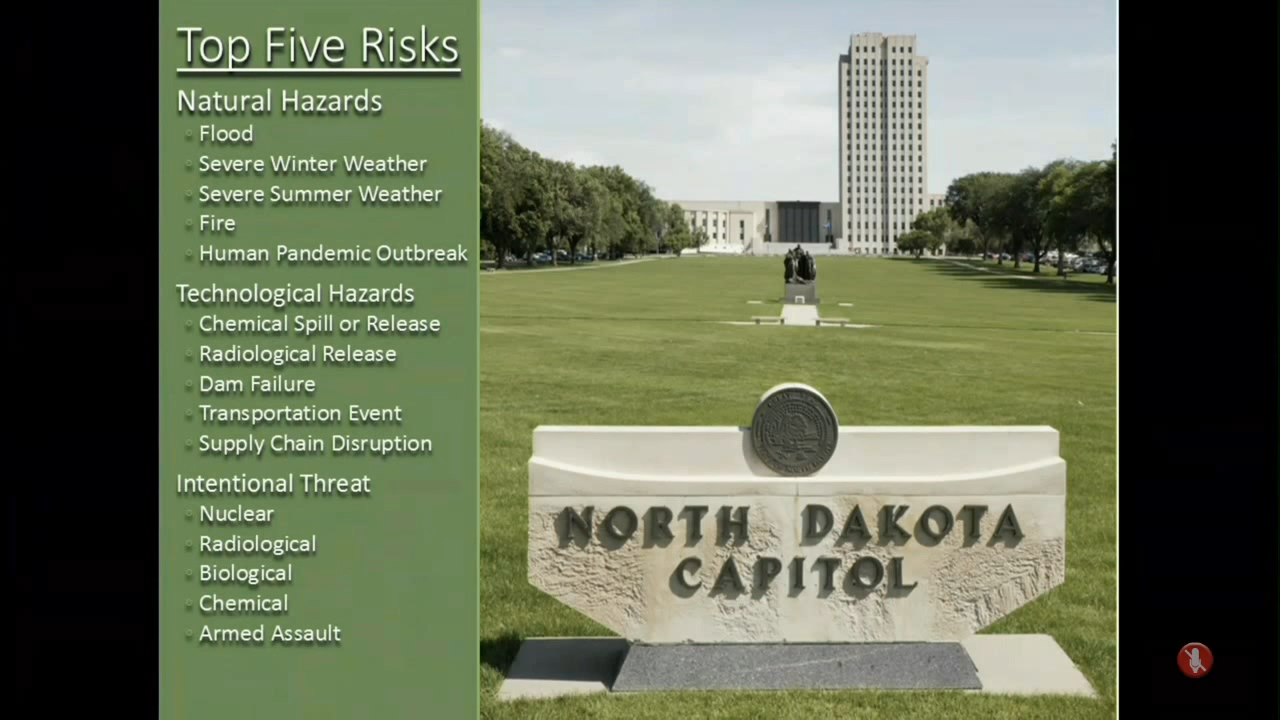 Top Five Risks
Natural Hazards
Flood
Severe Winter Weather
Severe Summer Weather
Fire
Human Pandemic Outbreak
Technological Hazards
Chemical Spill or Release
Radiological Release
Dam Failure
Transportation Event
Supply Chain Disruption
Intentional Threat
Nuclear
Radiological
Biological
Chemical
Armed Assault
NORTH DAKOTA
CAPITOL